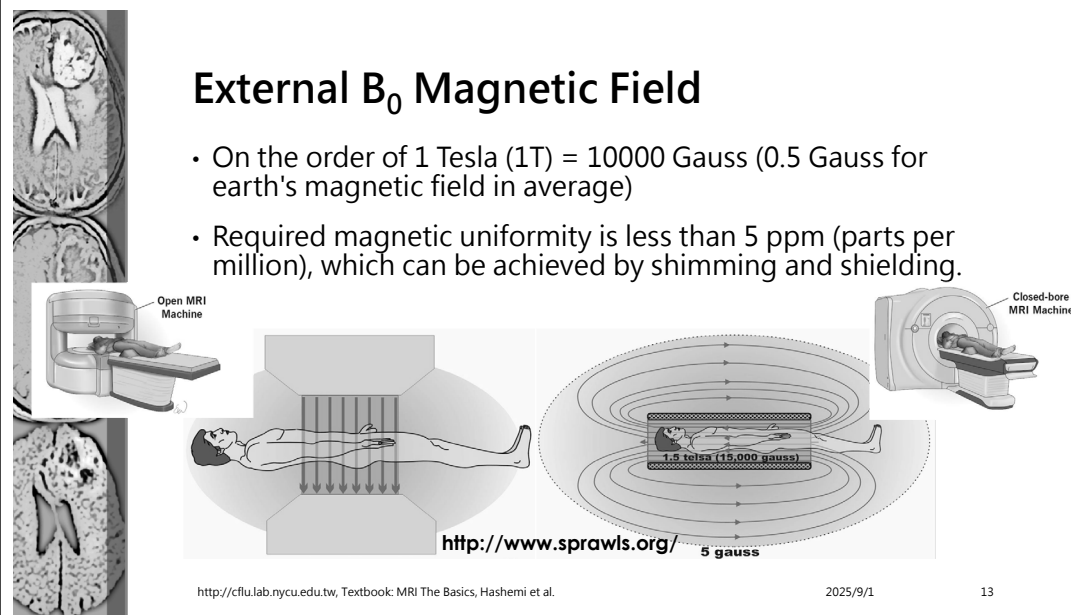 External B₀ Magnetic Field
• On the order of 1 Tesla (1T) = 10000 Gauss (0.5 Gauss for
earth's magnetic field in average)
• Required magnetic uniformity is less than 5 ppm (parts per
million), which can be achieved by shimming and shielding.
Open MRI
Machine
Closed-bore
MRI Machine
1.5 telsa (15,000 gauss)
http://www.sprawls.org/
5 gauss
http://cflu.lab.nycu.edu.tw, Textbook: MRI The Basics, Hashemi et al.
2025/9/1
13